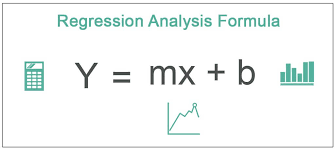 Regression Analysis Formula
Y = mx + b